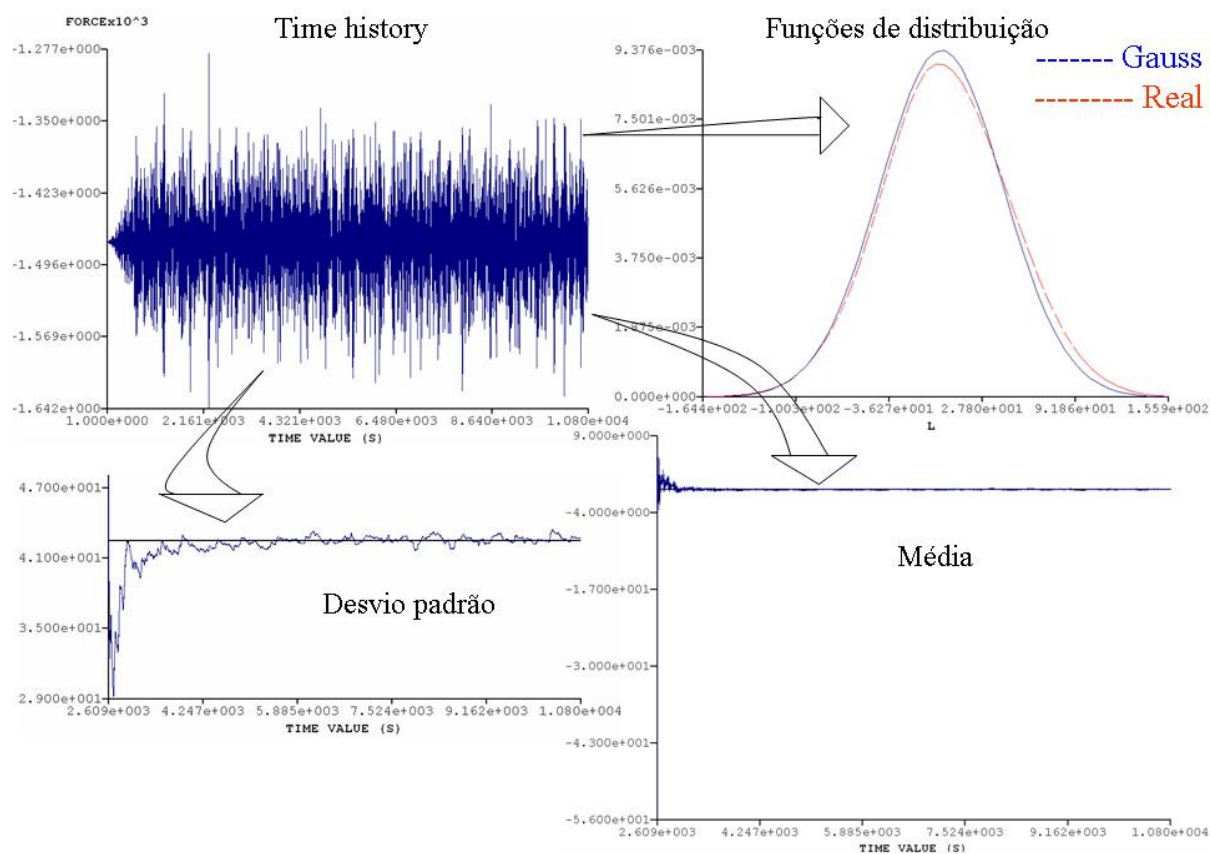 FORCEx10^3
Time history
-1.277e+000
-1.350e+000
-1.423e+000
-1.496e+000
-1.569e+000
-1.642e+000
1.000e+000
2.161e+003
4.321e+003
6.480e+003
8.640e+003
1.080e+004
TIME VALUE (S)
Funções de distribuição
Gauss
Real
9.376e-003
7.501e-003
5.626e-003
3.750e-003
1.875e-003
0.000e+000
-1.644e+002
-1.003e+002
-3.627e+001
2.780e+001
9.186e+001
1.559e+002
L
4.700e+001
4.100e+001
3.500e+001
2.900e+001
Desvio padrão
2.609e+003
4.247e+003
5.885e+003
7.524e+003
9.162e+003
1.080e+004
TIME VALUE (S)
9.000e+000
-4.000e+000
-1.700e+001
-3.000e+001
-4.300e+001
-5.600e+001
Média
2.609e+003
4.247e+003
5.885e+003
7.524e+003
9.162e+003
1.080e+004
TIME VALUE (S)